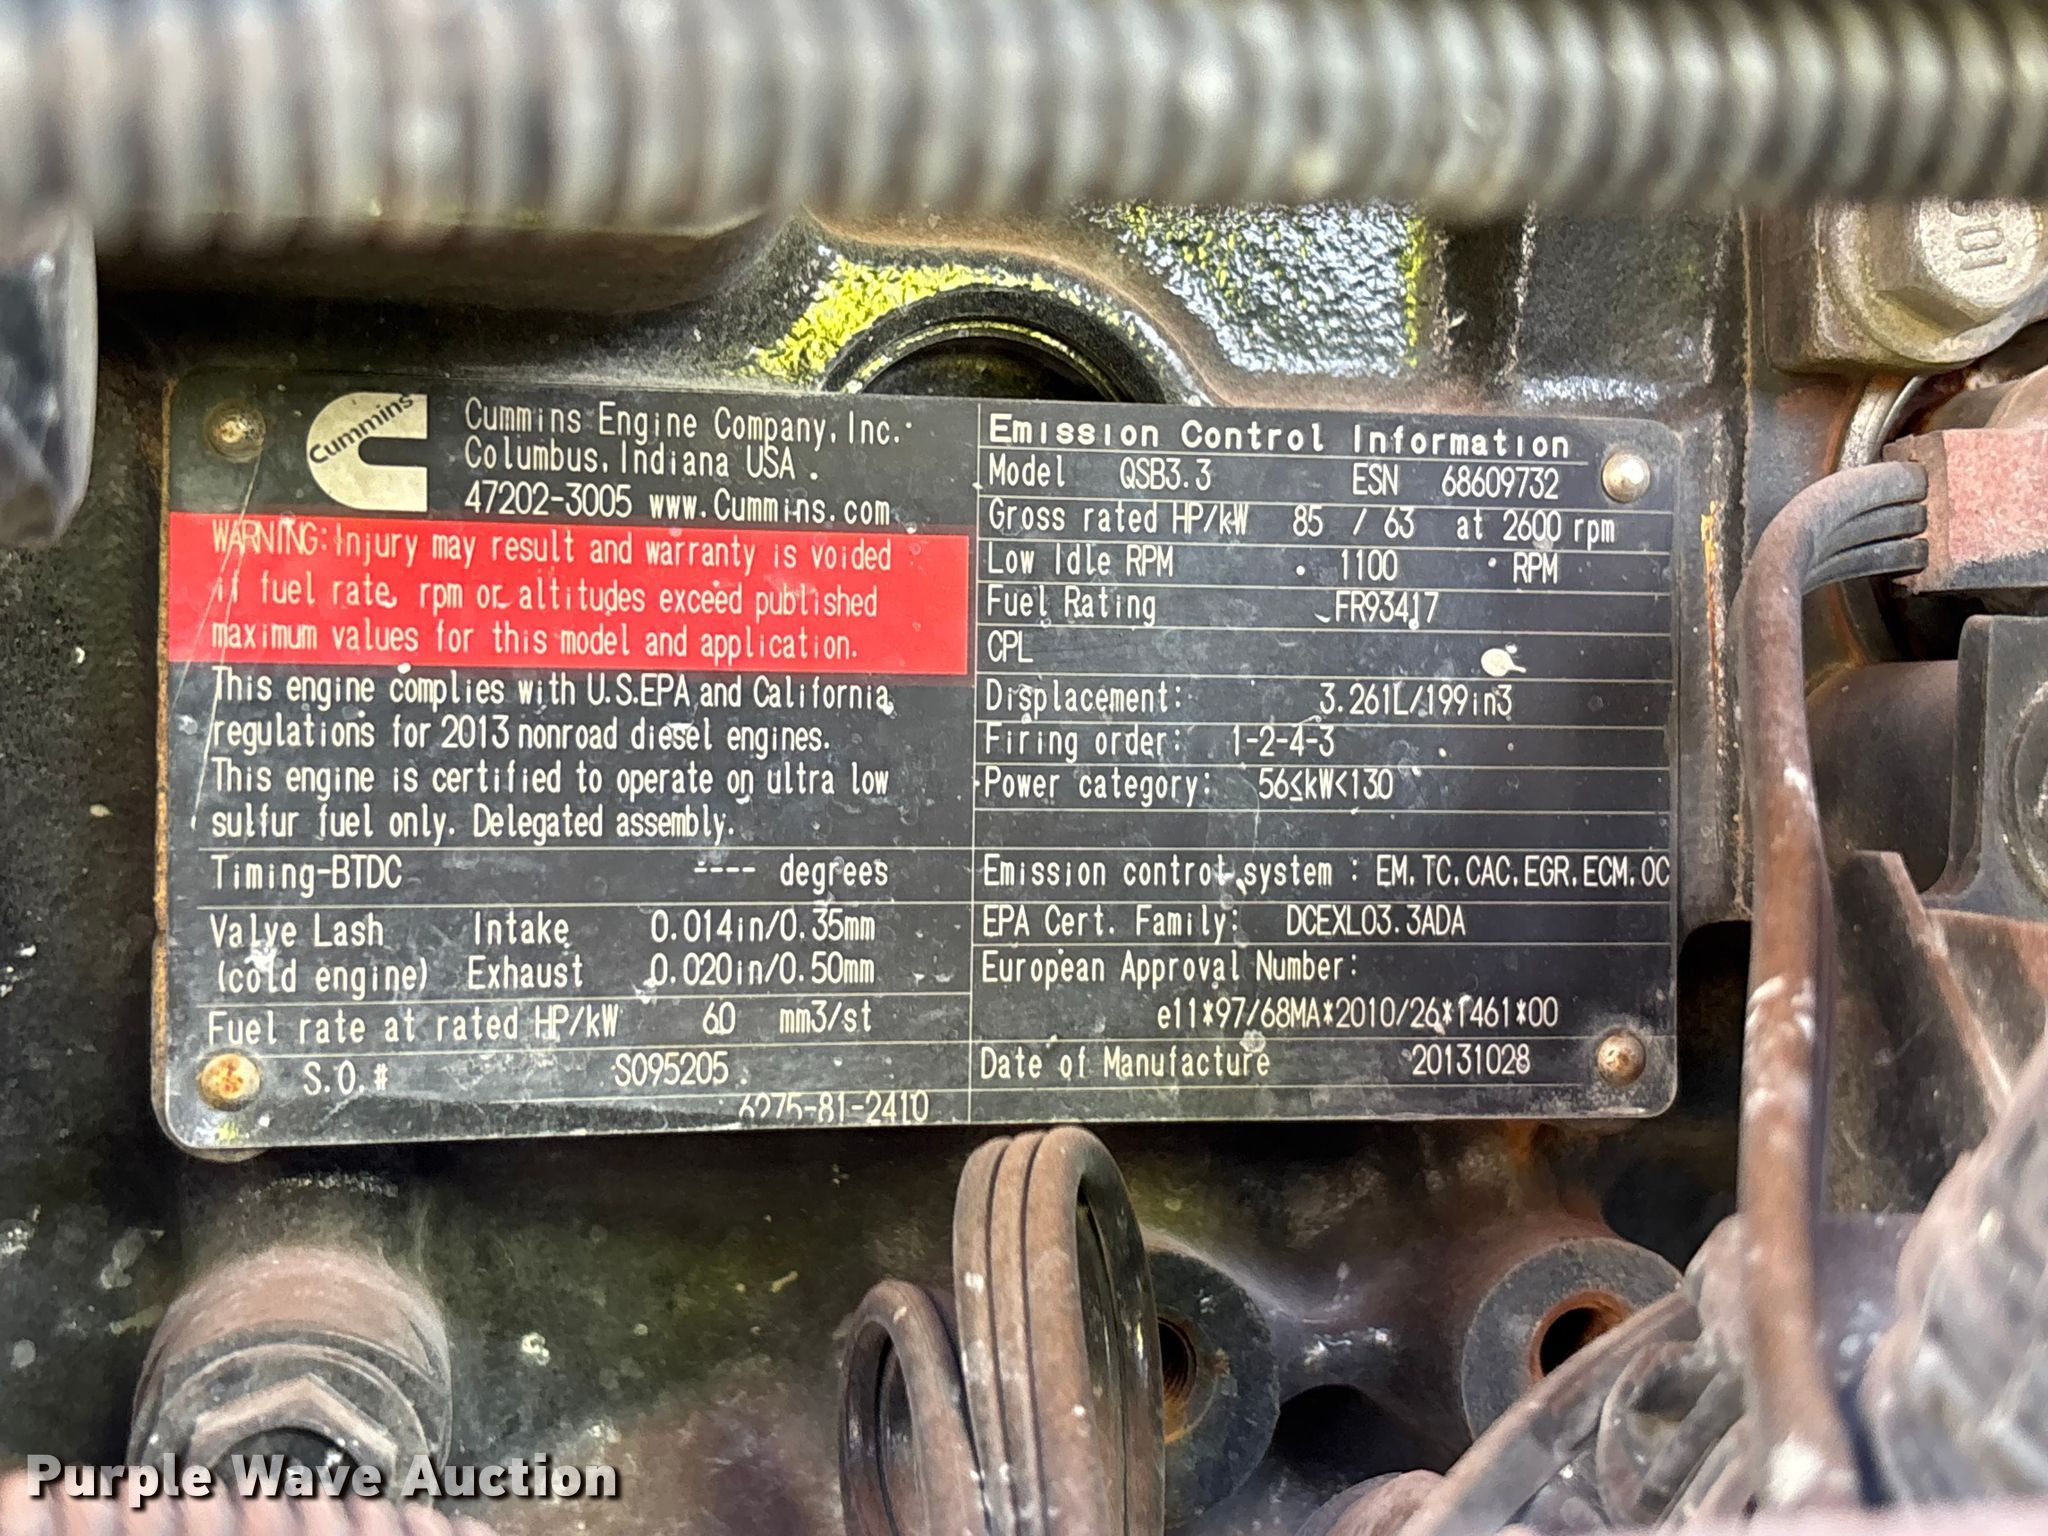 Cummins
Cummins Engine Company, Inc.
Columbus, Indiana USA.
47202-3005 www.Cummins.com
WARNING: Injury may result and warranty is voided
if fuel rate, rpm or altitudes exceed published
maximum values for this model and application.
This engine complies with U.S.EPA and California
regulations for 2013 nonroad diesel engines.
This engine is certified to operate on ultra low
sulfur fuel only. Delegated assembly.
Timing-BTDC ---- degrees
Valve Lash Intake 0.014in/0.35mm
(cold engine) Exhaust 0.020in/0.50mm
Fuel rate at rated HP/kW 60 mm3/st
S.O.# S095205
6275-81-2410
Emission Control Information
Model QSB3.3 ESN 68609732
Gross rated HP/kW 85 / 63 at 2600 rpm
Low Idle RPM 1100 RPM
Fuel Rating FR93417
CPL
Displacement: 3.261L/199in3
Firing order: 1-2-4-3
Power category: 56≤kW<130
Emission control system : EM, TC, CAC, EGR, ECM, OC
EPA Cert. Family: DCEXL03.3ADA
European Approval Number:
e11*97/68MA*2010/26*1461*00
Date of Manufacture 20131028
Purple Wave Auction